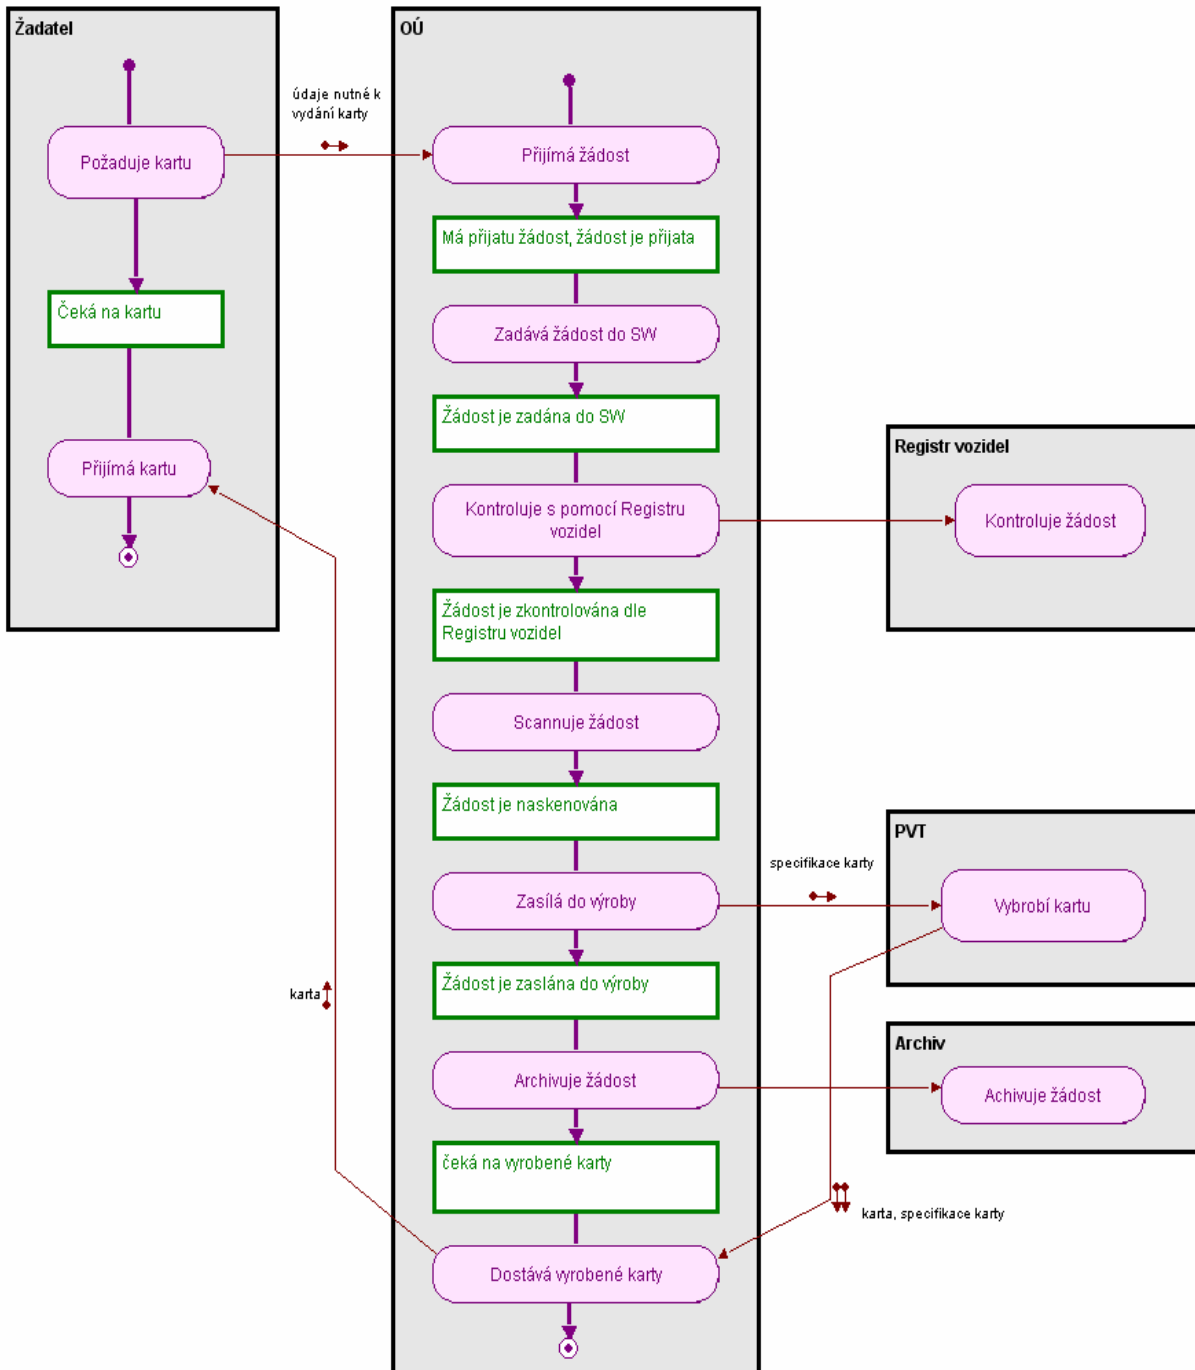 Žadatel
Požaduje kartu
Čeká na kartu
Přijímá kartu
údaje nutné k
vydání karty
OÚ
Přijímá žádost
Má přijatu žádost, žádost je přijata
Zadává žádost do SW
Žádost je zadána do SW
Kontroluje s pomocí Registru
vozidel
Žádost je zkontrolována dle
Registru vozidel
Scannuje žádost
Žádost je naskenována
Zasílá do výroby
Žádost je zaslána do výroby
Archivuje žádost
čeká na vyrobené karty
Dostává vyrobené karty
karta
Registr vozidel
Kontroluje žádost
specifikace karty
PVT
Vybrobí kartu
Archiv
Achivuje žádost
karta, specifikace karty